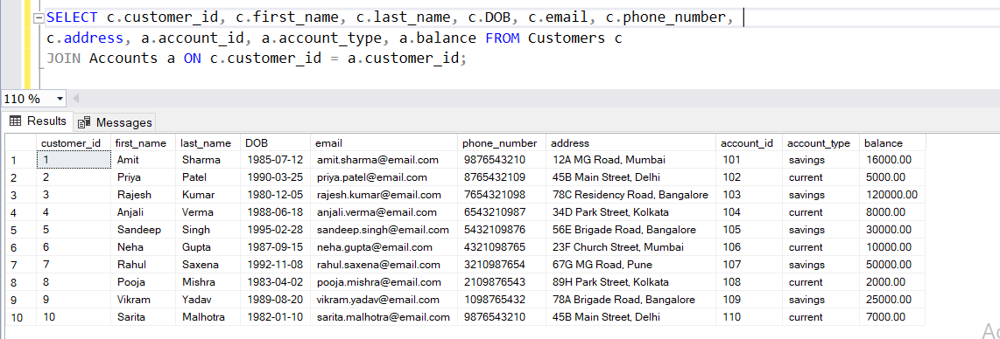 SELECT c.customer_id, c.first_name, c.last_name, c.DOB, c.email, c.phone_number,
c.address, a.account_id, a.account_type, a.balance FROM Customers c
JOIN Accounts a ON c.customer_id = a.customer_id;
110 %
Results Messages
customer_id first_name last_name DOB email phone_number address account_id account_type balance
1 1 Amit Sharma 1985-07-12 amit.sharma@email.com 9876543210 12A MG Road, Mumbai 101 savings 16000.00
2 2 Priya Patel 1990-03-25 priya.patel@email.com 8765432109 45B Main Street, Delhi 102 current 5000.00
3 3 Rajesh Kumar 1980-12-05 rajesh.kumar@email.com 7654321098 78C Residency Road, Bangalore 103 savings 120000.00
4 4 Anjali Verma 1988-06-18 anjali.verma@email.com 6543210987 34D Park Street, Kolkata 104 current 8000.00
5 5 Sandeep Singh 1995-02-28 sandeep.singh@email.com 5432109876 56E Brigade Road, Bangalore 105 savings 30000.00
6 6 Neha Gupta 1987-09-15 neha.gupta@email.com 4321098765 23F Church Street, Mumbai 106 current 10000.00
7 7 Rahul Saxena 1992-11-08 rahul.saxena@email.com 3210987654 67G MG Road, Pune 107 savings 50000.00
8 8 Pooja Mishra 1983-04-02 pooja.mishra@email.com 2109876543 89H Park Street, Kolkata 108 current 2000.00
9 9 Vikram Yadav 1989-08-20 vikram.yadav@email.com 1098765432 78A Brigade Road, Bangalore 109 savings 25000.00
10 10 Sarita Malhotra 1982-01-10 sarita.malhotra@email.com 9876543210 45B Main Street, Delhi 110 current 7000.00